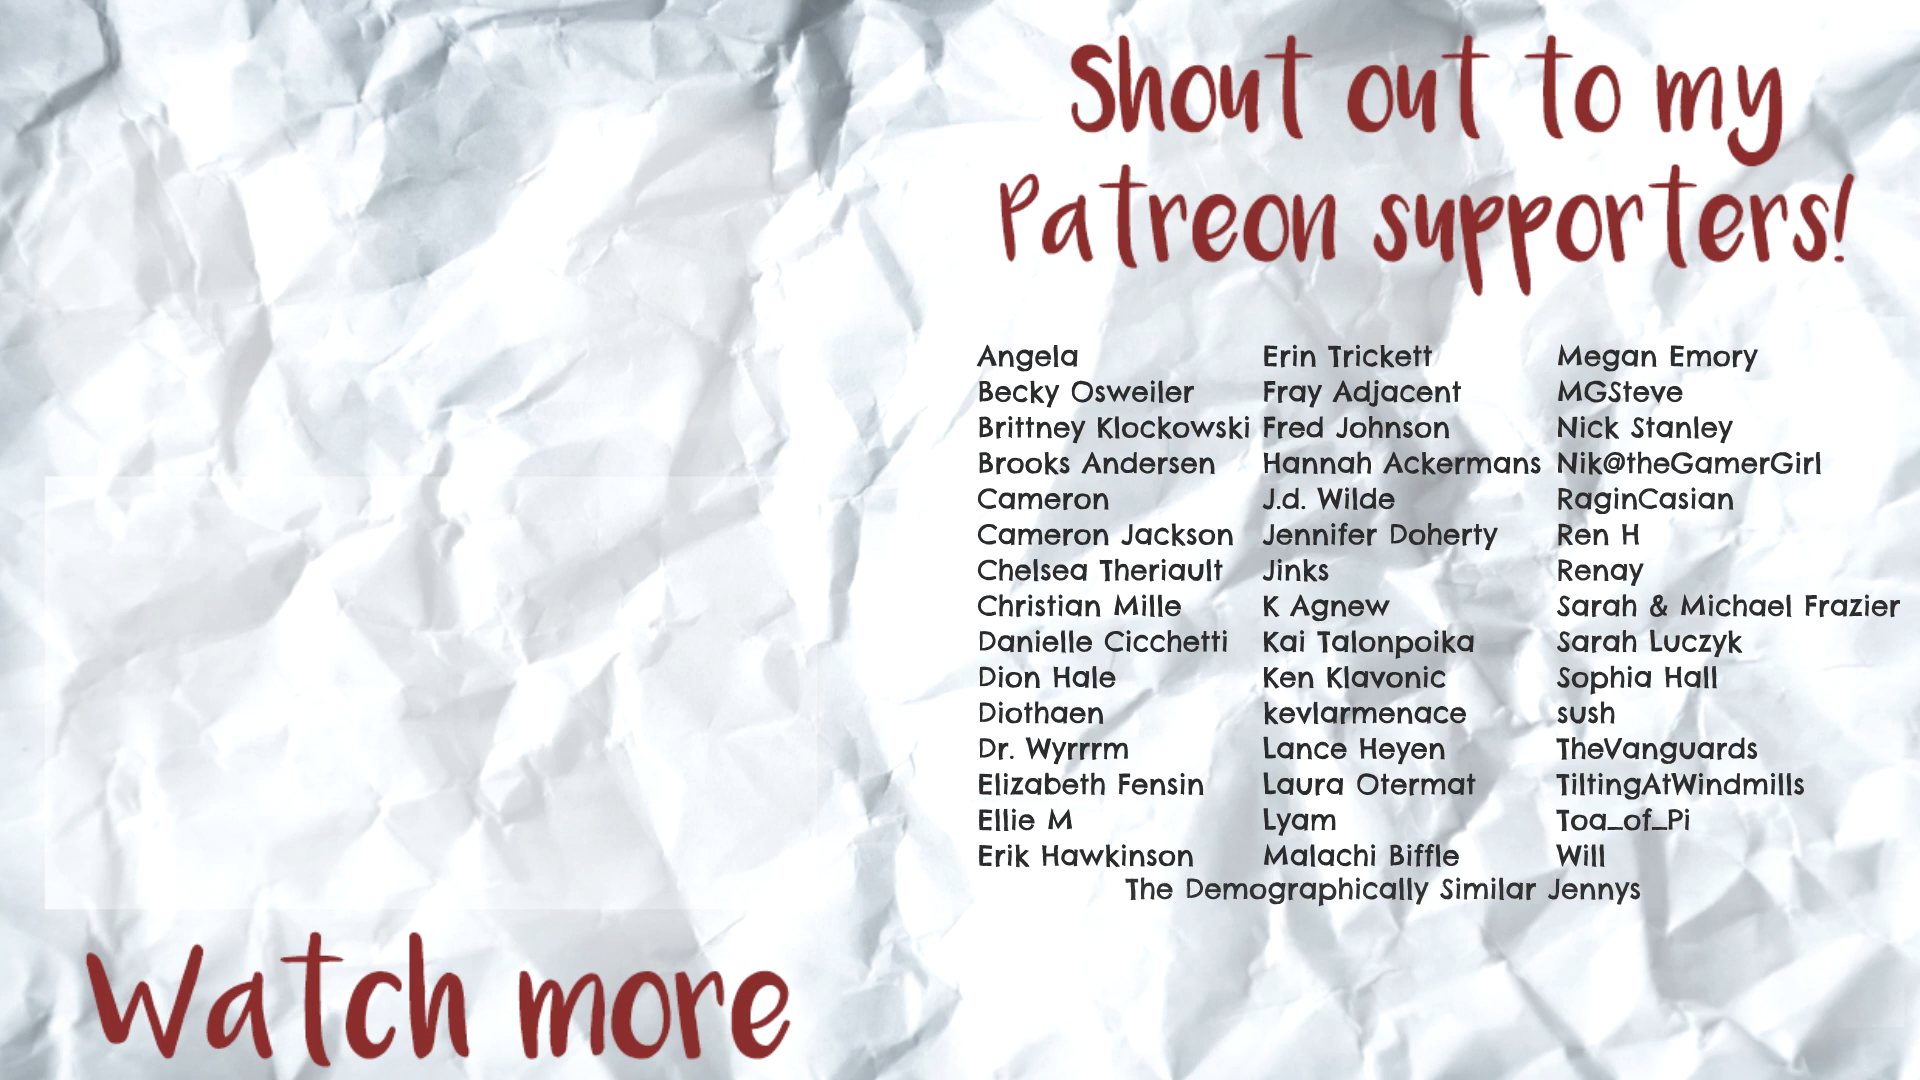 Shout out to my
Patreon supporters!
Angela
Becky Osweiler
Brittney Klockowski
Brooks Andersen
Cameron
Cameron Jackson
Chelsea Theriault
Christian Mille
Danielle Cicchetti
Dion Hale
Diothaen
Dr. Wyrrrm
Elizabeth Fensin
Ellie M
Erik Hawkinson
Erin Trickett
Fray Adjacent
Fred Johnson
Hannah Ackermans
J.d. Wilde
Jennifer Doherty
Jinks
K Agnew
Kai Talonpoika
Ken Klavonic
kevlarmenace
Lance Heyen
Laura Otermat
Lyam
Malachi Biffle
Megan Emory
MGSteve
Nick Stanley
Nik@theGamerGirl
RaginCasian
Ren H
Renay
Sarah & Michael Frazier
Sarah Luczyk
Sophia Hall
sush
TheVanguards
TiltingAtWindmills
Toa_of_Pi
Will
The Demographically Similar Jennys
Watch more